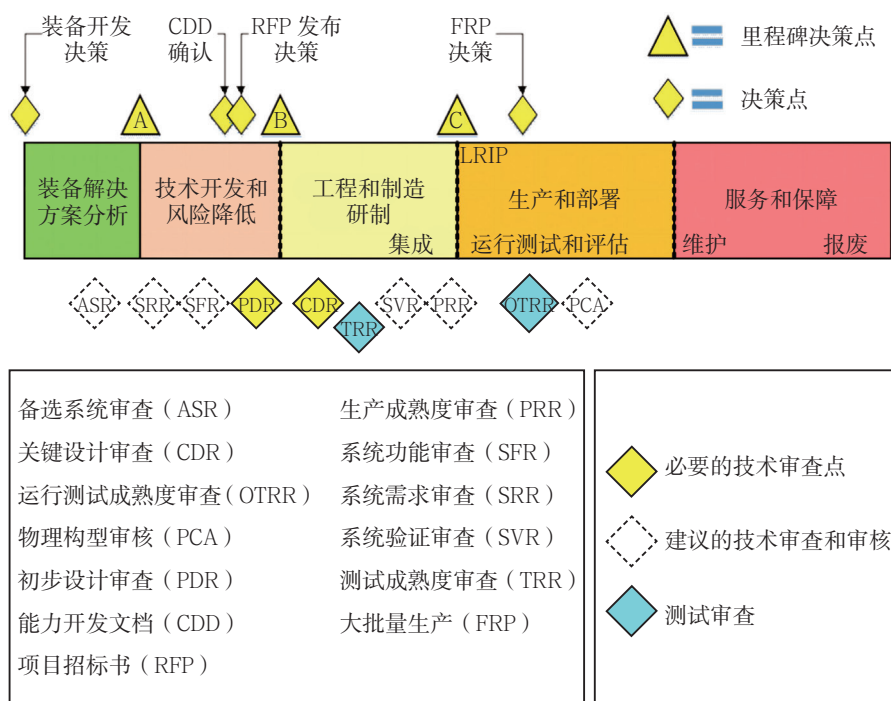 装备开发
决策
CDD
确认
RFP 发布
决策
FRP
决策
里程碑决策点
决策点
A
B
C
装备解决
方案分析
技术开发和
风险降低
工程和制造
研制
集成
LRIP
生产和部署
运行测试和评估
服务和保障
维护
报废
ASR
SRR
SFR
PDR
CDR
TRR
SVR
PRR
OTRR
PCA
备选系统审查（ASR）
关键设计审查（CDR）
运行测试成熟度审查（OTRR）
物理构型审核（PCA）
初步设计审查（PDR）
能力开发文档（CDD）
项目招标书（RFP）
生产成熟度审查（PRR）
系统功能审查（SFR）
系统需求审查（SRR）
系统验证审查（SVR）
测试成熟度审查（TRR）
大批量生产（FRP）
必要的技术审查点
建议的技术审查和审核
测试审查